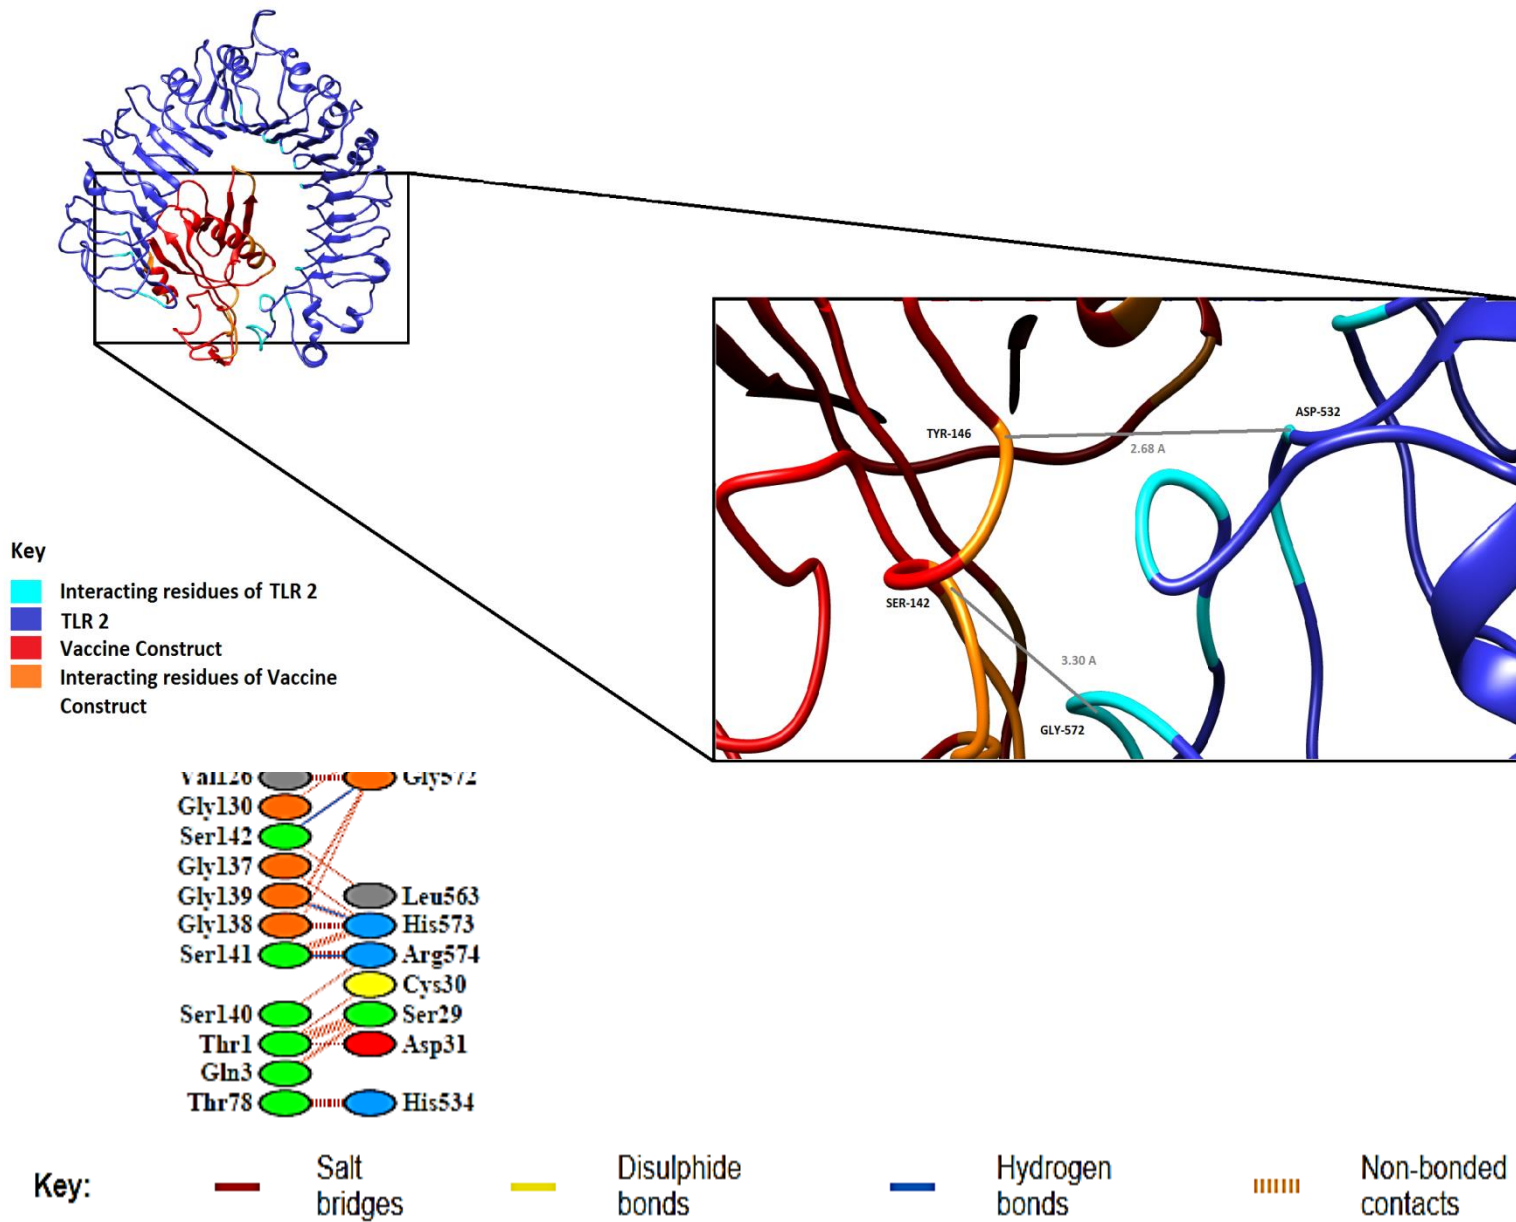 TYR-146
ASP-532
2.68 A
SER-142
3.30 A
GLY-572
Key
Interacting residues of TLR 2
TLR 2
Vaccine Construct
Interacting residues of Vaccine
Construct
Val126 Gly572
Gly130
Ser142
Gly137
Gly139 Leu563
Gly138 His573
Ser141 Arg574
Cys30
Ser140 Ser29
Thr1 Asp31
Gln3
Thr78 His534
Key:
Salt
bridges
Disulphide
bonds
Hydrogen
bonds
Non-bonded
contacts